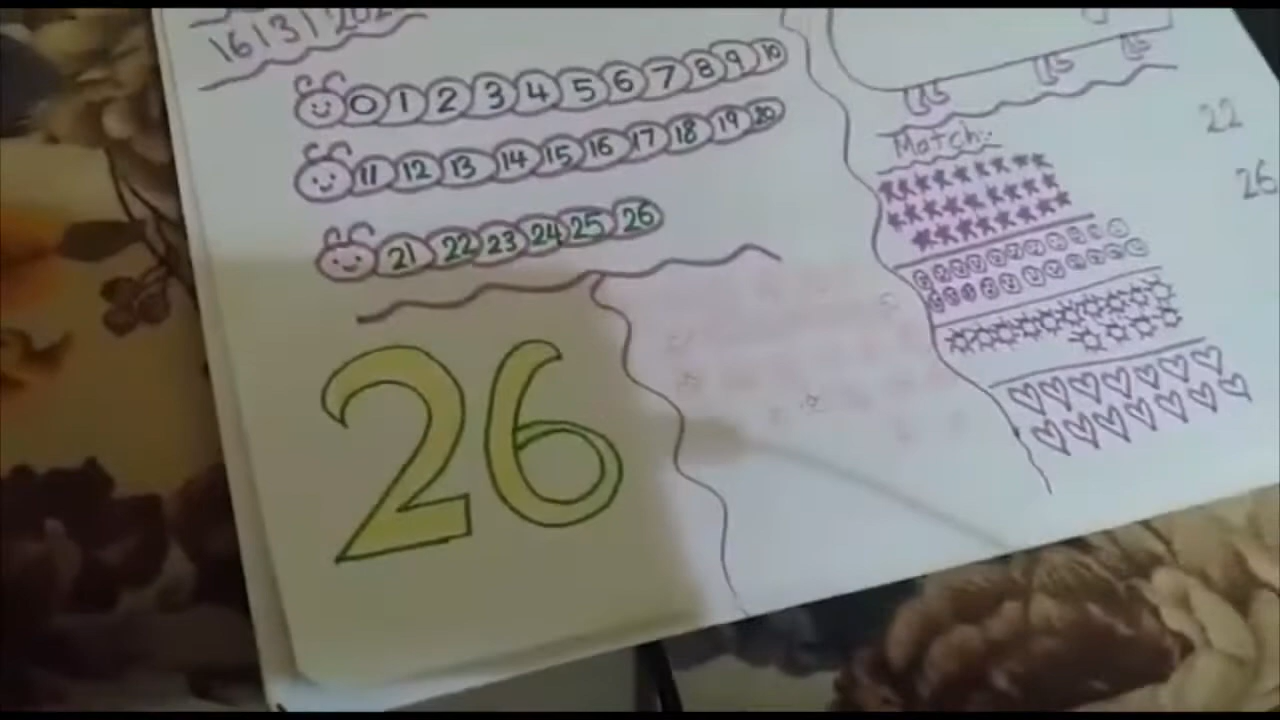 16131202
0 1 2 3 4 5 6 7 8 9 10
11 12 13 14 15 16 17 18 19 20
21 22 23 24 25 26
26
Match:-
22
26